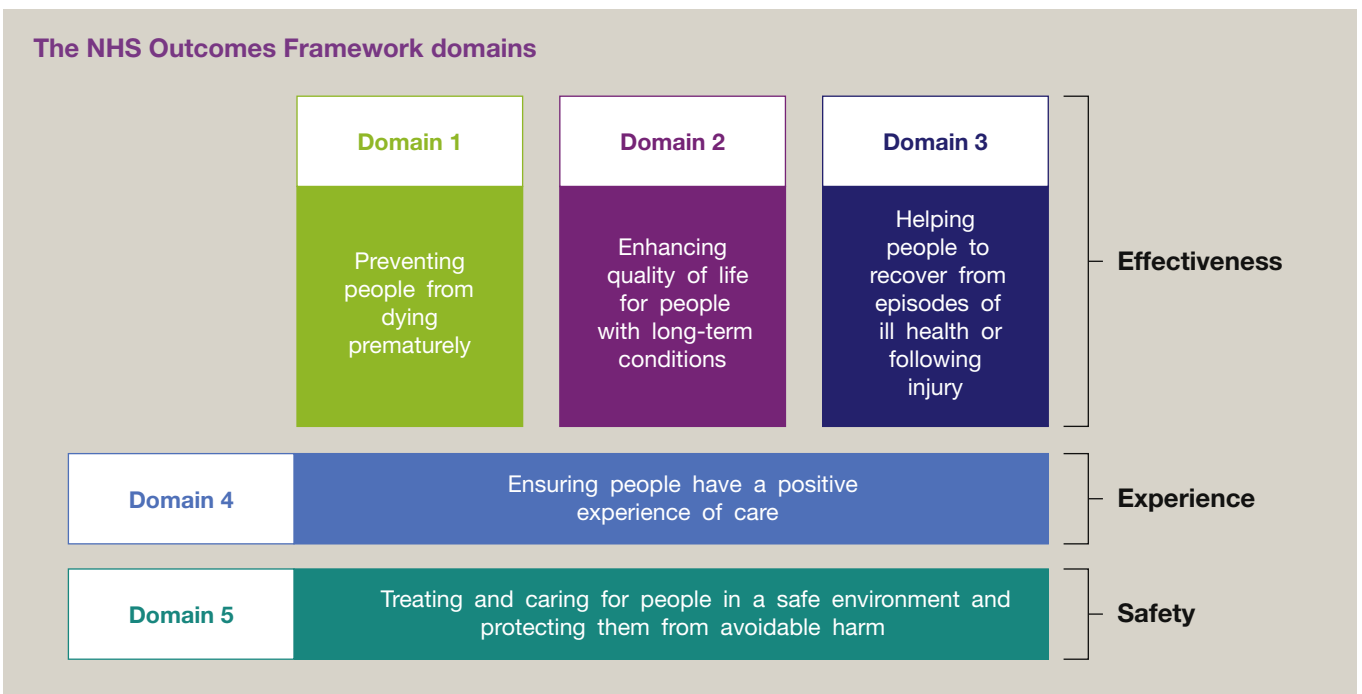 The NHS Outcomes Framework domains
Domain 1
Preventing
people from
dying
prematurely
Domain 2
Enhancing
quality of life
for people
with long-term
conditions
Domain 3
Helping
people to
recover from
episodes of
ill health or
following
injury
Effectiveness
Domain 4
Ensuring people have a positive
experience of care
Experience
Domain 5
Treating and caring for people in a safe environment and
protecting them from avoidable harm
Safety